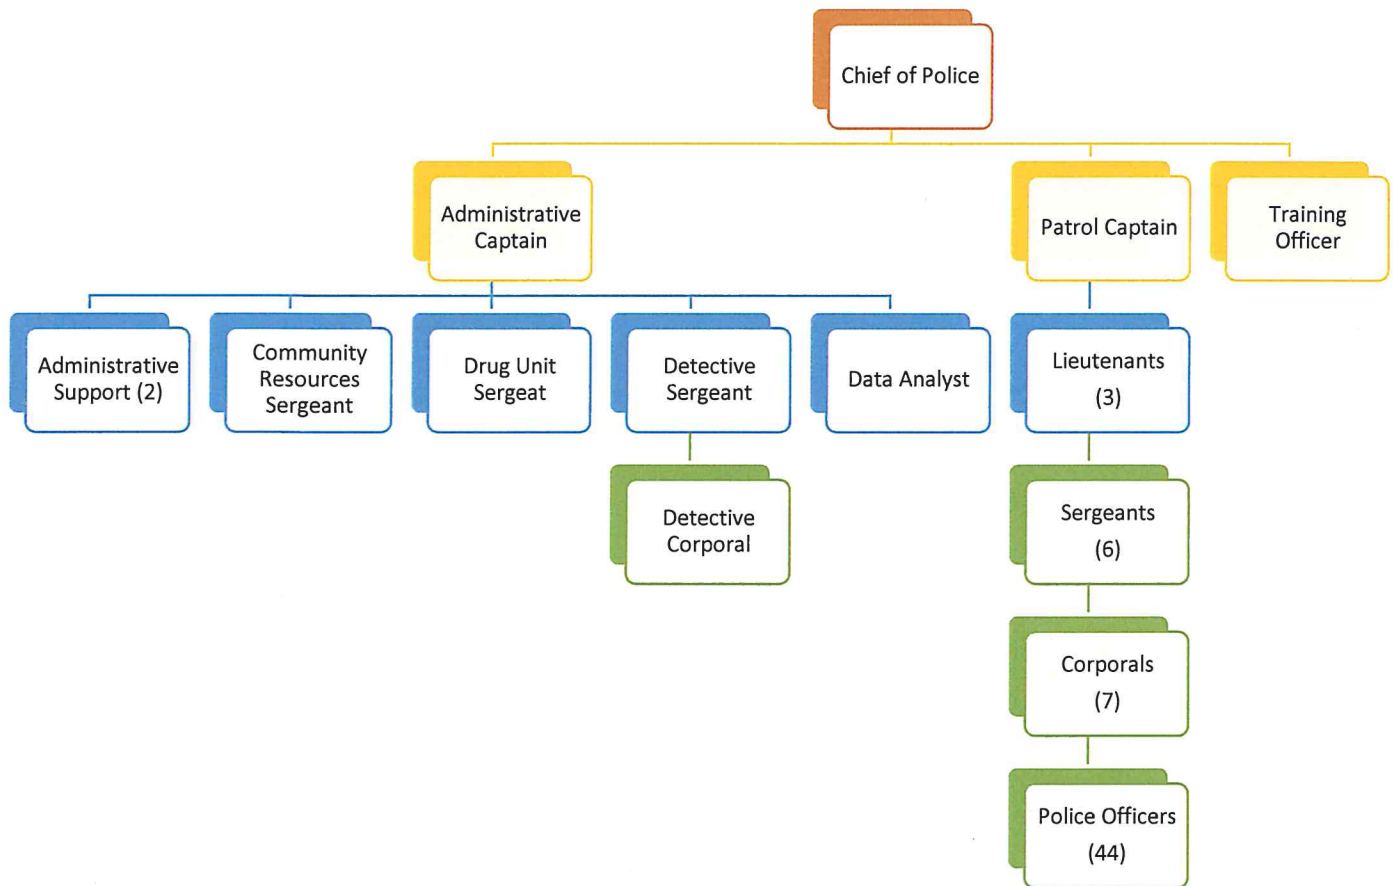 Chief of Police
Administrative
Captain
Patrol Captain
Training
Officer
Administrative
Support (2)
Community
Resources
Sergeant
Drug Unit
Sergeat
Detective
Sergeant
Data Analyst
Lieutenants
(3)
Detective
Corporal
Sergeants
(6)
Corporals
(7)
Police Officers
(44)